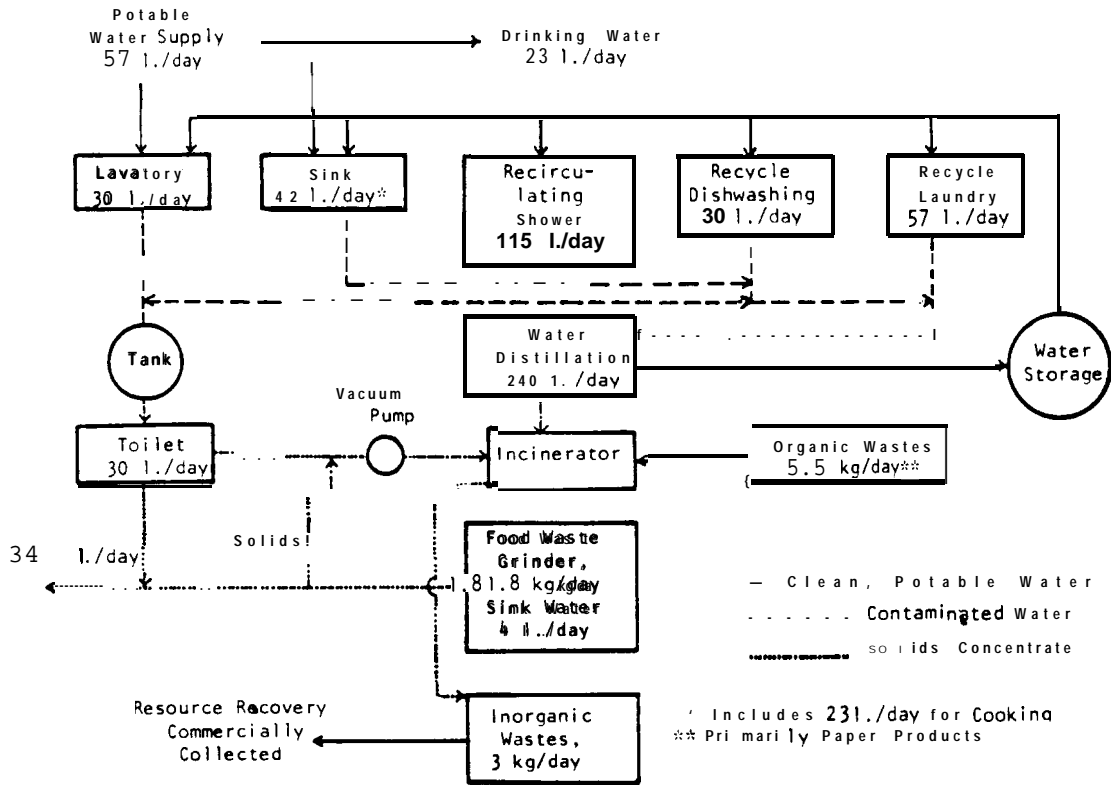 Potable
Water Supply
57 l./day
Drinking Water
23 l./day
Lavatory
30 l./day
Sink
42 l./day*
Recircu-
lating
Shower
115 l./day
Recycle
Dishwashing
30 l./day
Recycle
Laundry
57 l./day
Tank
Water
Distillation
240 l./day
Water
Storage
Vacuum
Pump
Toilet
30 l./day
Incinerator
Organic Wastes
5.5 kg/day**
34 l./day
Solids
Food Waste
Grinder,
1.8 kg/day
Sink Water
4 l./day
— Clean, Potable Water
- - - - - - Contaminated Water
solids Concentrate
Resource Recovery
Commercially
Collected
Inorganic
Wastes,
3 kg/day
' Includes 23l./day for Cooking
** Primarily Paper Products